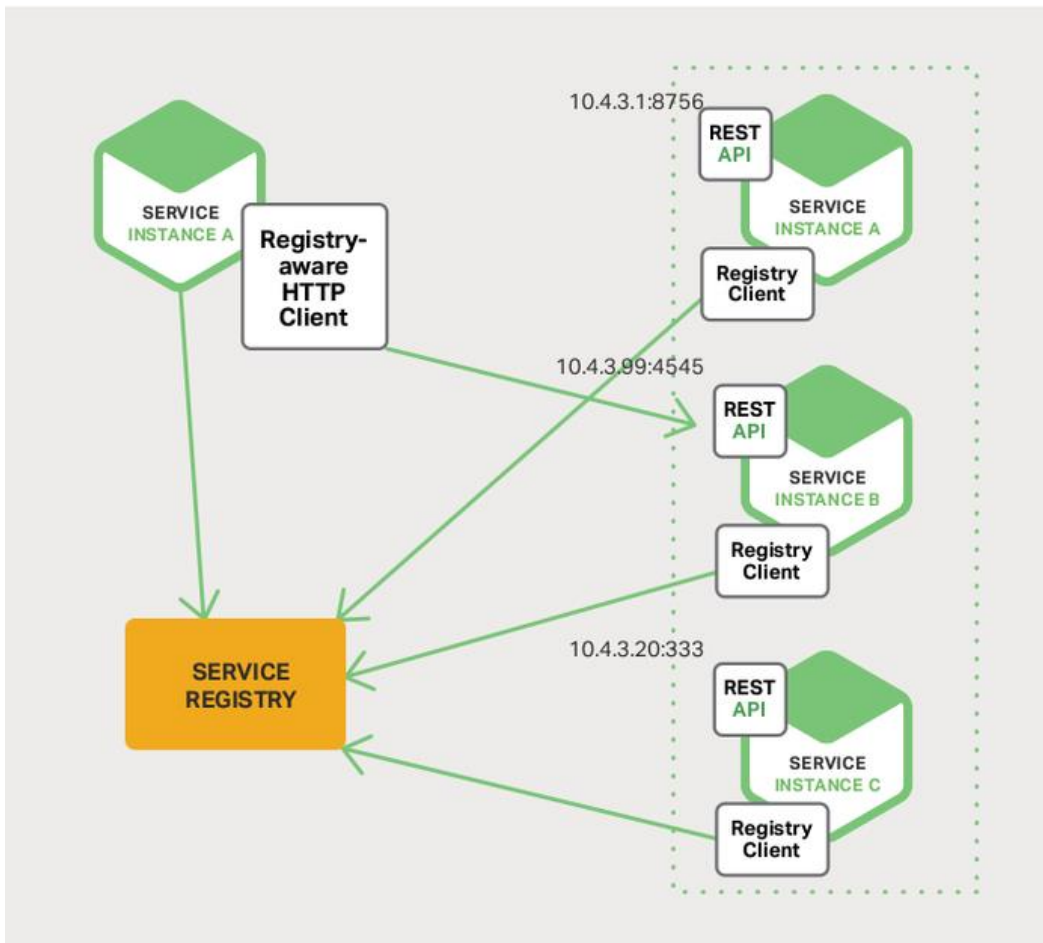 SERVICE
INSTANCE A
Registry-
aware
HTTP
Client
10.4.3.1:8756
REST
API
SERVICE
INSTANCE A
Registry
Client
10.4.3.99:4545
REST
API
SERVICE
INSTANCE B
Registry
Client
SERVICE
REGISTRY
10.4.3.20:333
REST
API
SERVICE
INSTANCE C
Registry
Client